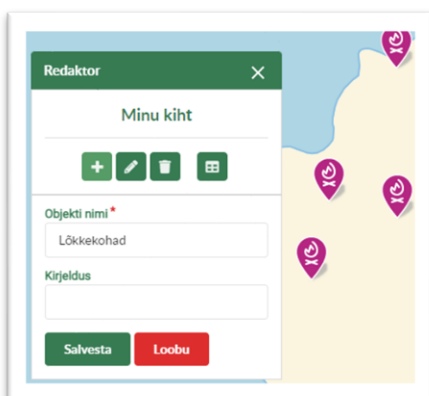 Redaktor
Minu kiht
Objekti nimi *
Lõkkekohad
Kirjeldus
Salvesta Loobu